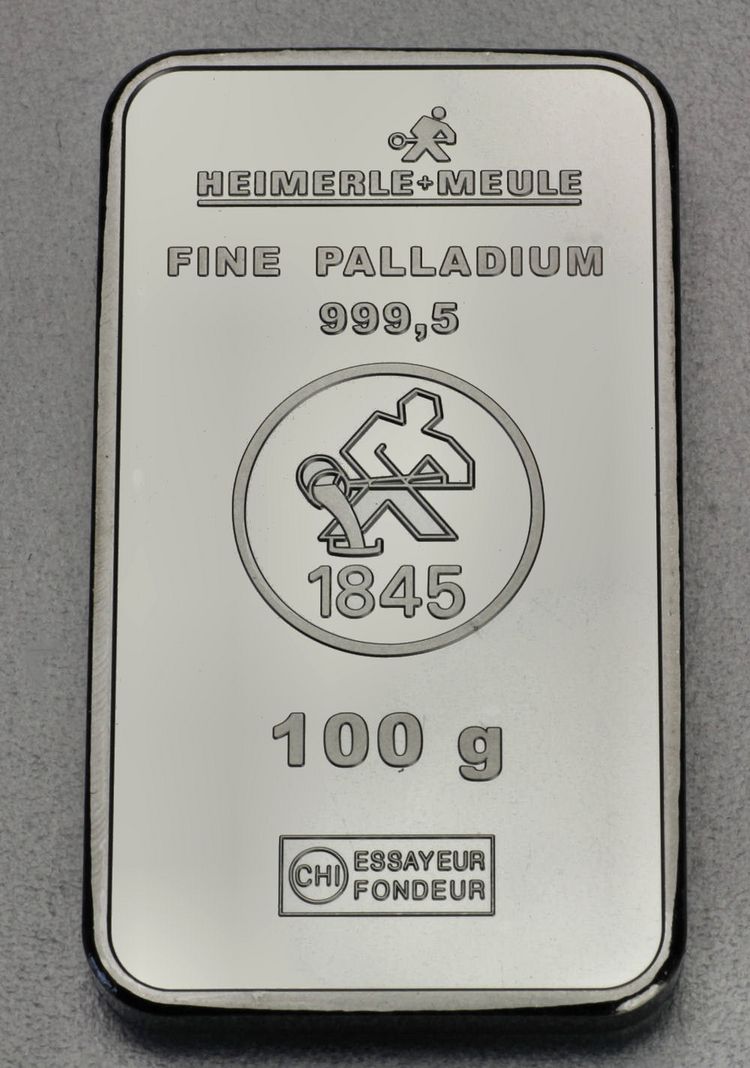 HEIMERLE+MEULE
FINE PALLADIUM
999,5
1845
100 g
CHI
ESSAYEUR
FONDEUR